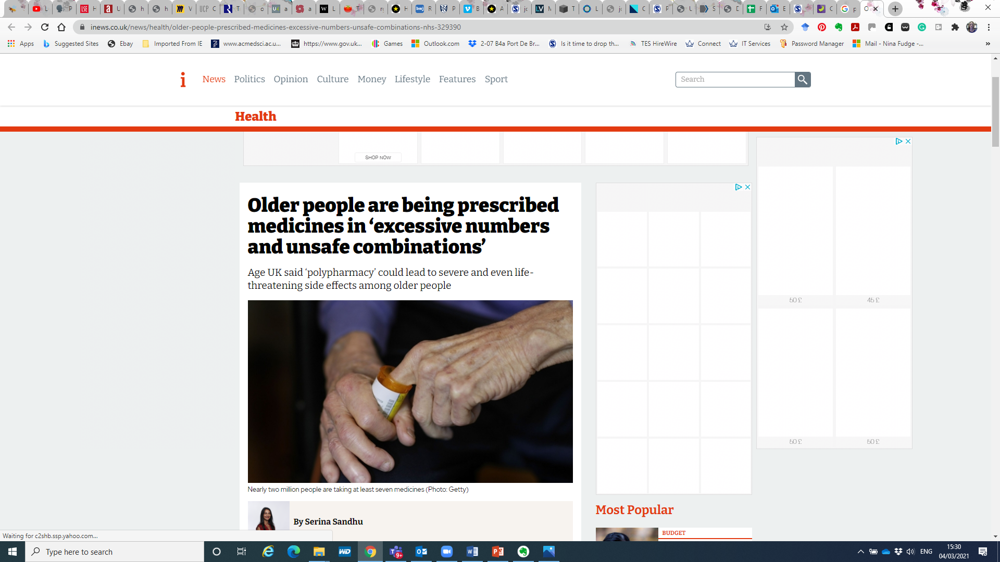 inews.co.uk/news/health/older-people-prescribed-medicines-excessive-numbers-unsafe-combinations-nhs-329390
Apps Suggested Sites Ebay Imported From IE www.acmedsci.ac.u... https://www.gov.uk... Games Outlook.com 2-07 B4a Port De Br... Is it time to drop th... TES HireWire Connect IT Services Password Manager Mail - Nina Fudge -... »
i News Politics Opinion Culture Money Lifestyle Features Sport Search
Health
SHOP NOW
Older people are being prescribed
medicines in ‘excessive numbers
and unsafe combinations’
Age UK said ‘polypharmacy’ could lead to severe and even life-
threatening side effects among older people
Nearly two million people are taking at least seven medicines (Photo: Getty)
By Serina Sandhu
50 £ 45 £
50 £ 50 £
Most Popular
BUDGET
Waiting for c2shb.ssp.yahoo.com...
Type here to search
9+
ENG
15:30
04/03/2021